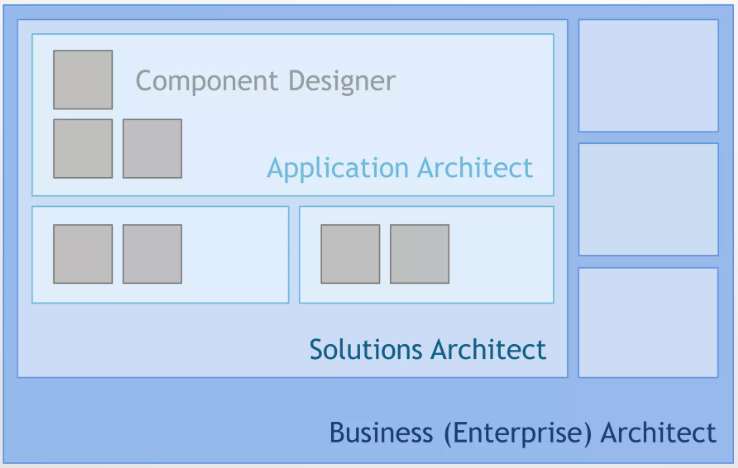 Component Designer
Application Architect
Solutions Architect
Business (Enterprise) Architect